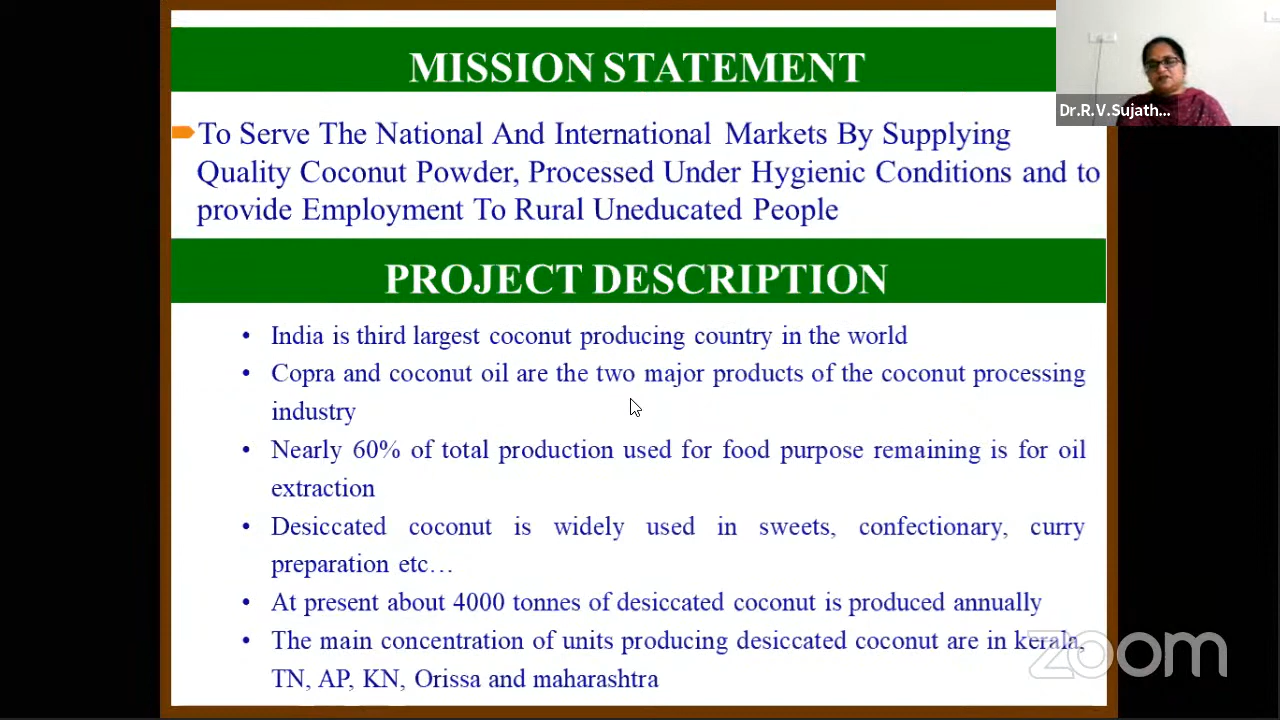 MISSION STATEMENT
To Serve The National And International Markets By Supplying
Quality Coconut Powder, Processed Under Hygienic Conditions and to
provide Employment To Rural Uneducated People
PROJECT DESCRIPTION
• India is third largest coconut producing country in the world
• Copra and coconut oil are the two major products of the coconut processing
industry
• Nearly 60% of total production used for food purpose remaining is for oil
extraction
• Desiccated coconut is widely used in sweets, confectionary, curry
preparation etc…
• At present about 4000 tonnes of desiccated coconut is produced annually
• The main concentration of units producing desiccated coconut are in kerala,
TN, AP, KN, Orissa and maharashtra
Dr.R.V.Sujath...
zoom